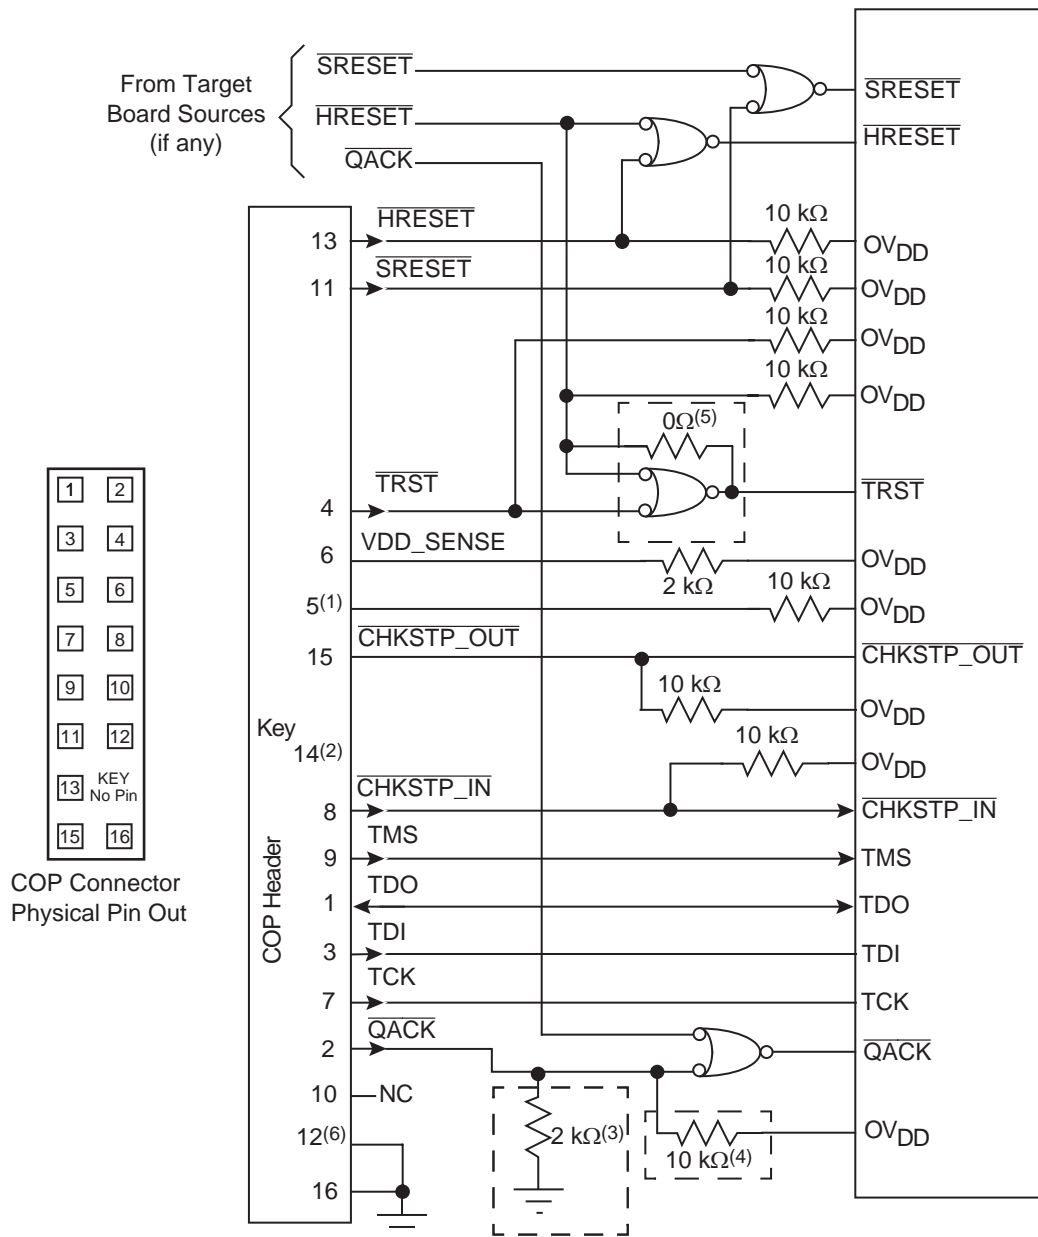 From Target
Board Sources
(if any)
SRESET
HRESET
QACK
SRESET
HRESET
13
HRESET
10 kΩ
OVDD
11
SRESET
10 kΩ
OVDD
10 kΩ
OVDD
10 kΩ
OVDD
0Ω(5)
4
TRST
TRST
6
VDD_SENSE
2 kΩ
OVDD
5(1)
10 kΩ
OVDD
15
CHKSTP_OUT
CHKSTP_OUT
10 kΩ
OVDD
Key
14(2)
10 kΩ
OVDD
8
CHKSTP_IN
CHKSTP_IN
9
TMS
TMS
1
TDO
TDO
3
TDI
TDI
7
TCK
TCK
2
QACK
QACK
10
NC
2 kΩ(3)
10 kΩ(4)
OVDD
12(6)
16
COP Header
1 2
3 4
5 6
7 8
9 10
11 12
13 KEY
No Pin
15 16
COP Connector
Physical Pin Out